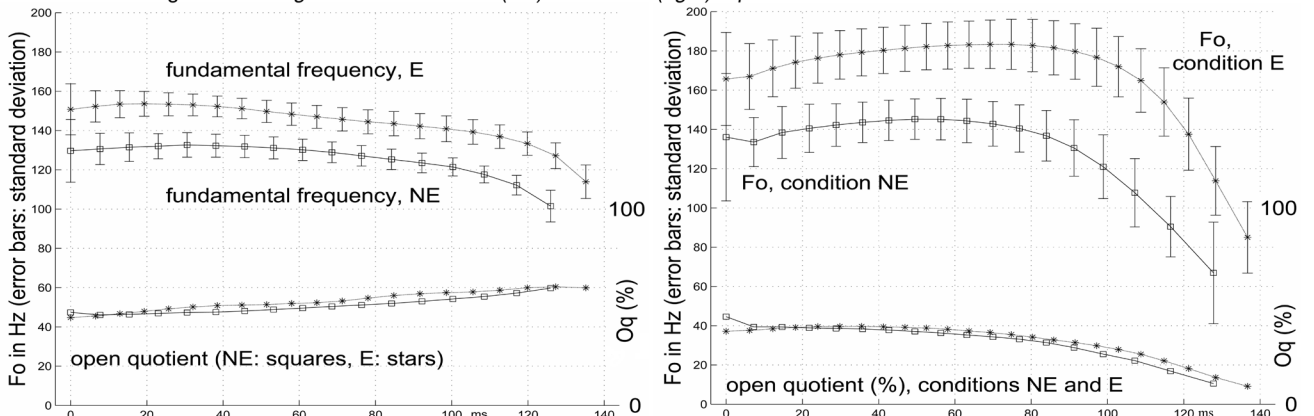 Fo in Hz (error bars: standard deviation)
200
180
160
140
120
100
80
60
40
20
0
fundamental frequency, E
fundamental frequency, NE
open quotient (NE: squares, E: stars)
100
Oq (%)
0
0 20 40 60 80 100 ms 120 140
Fo in Hz (error bars: standard deviation)
200
180
160
140
120
100
80
60
40
20
0
Fo,
condition E
Fo, condition NE
open quotient (%), conditions NE and E
100
Oq (%)
0
0 20 40 60 80 100 ms 120 140